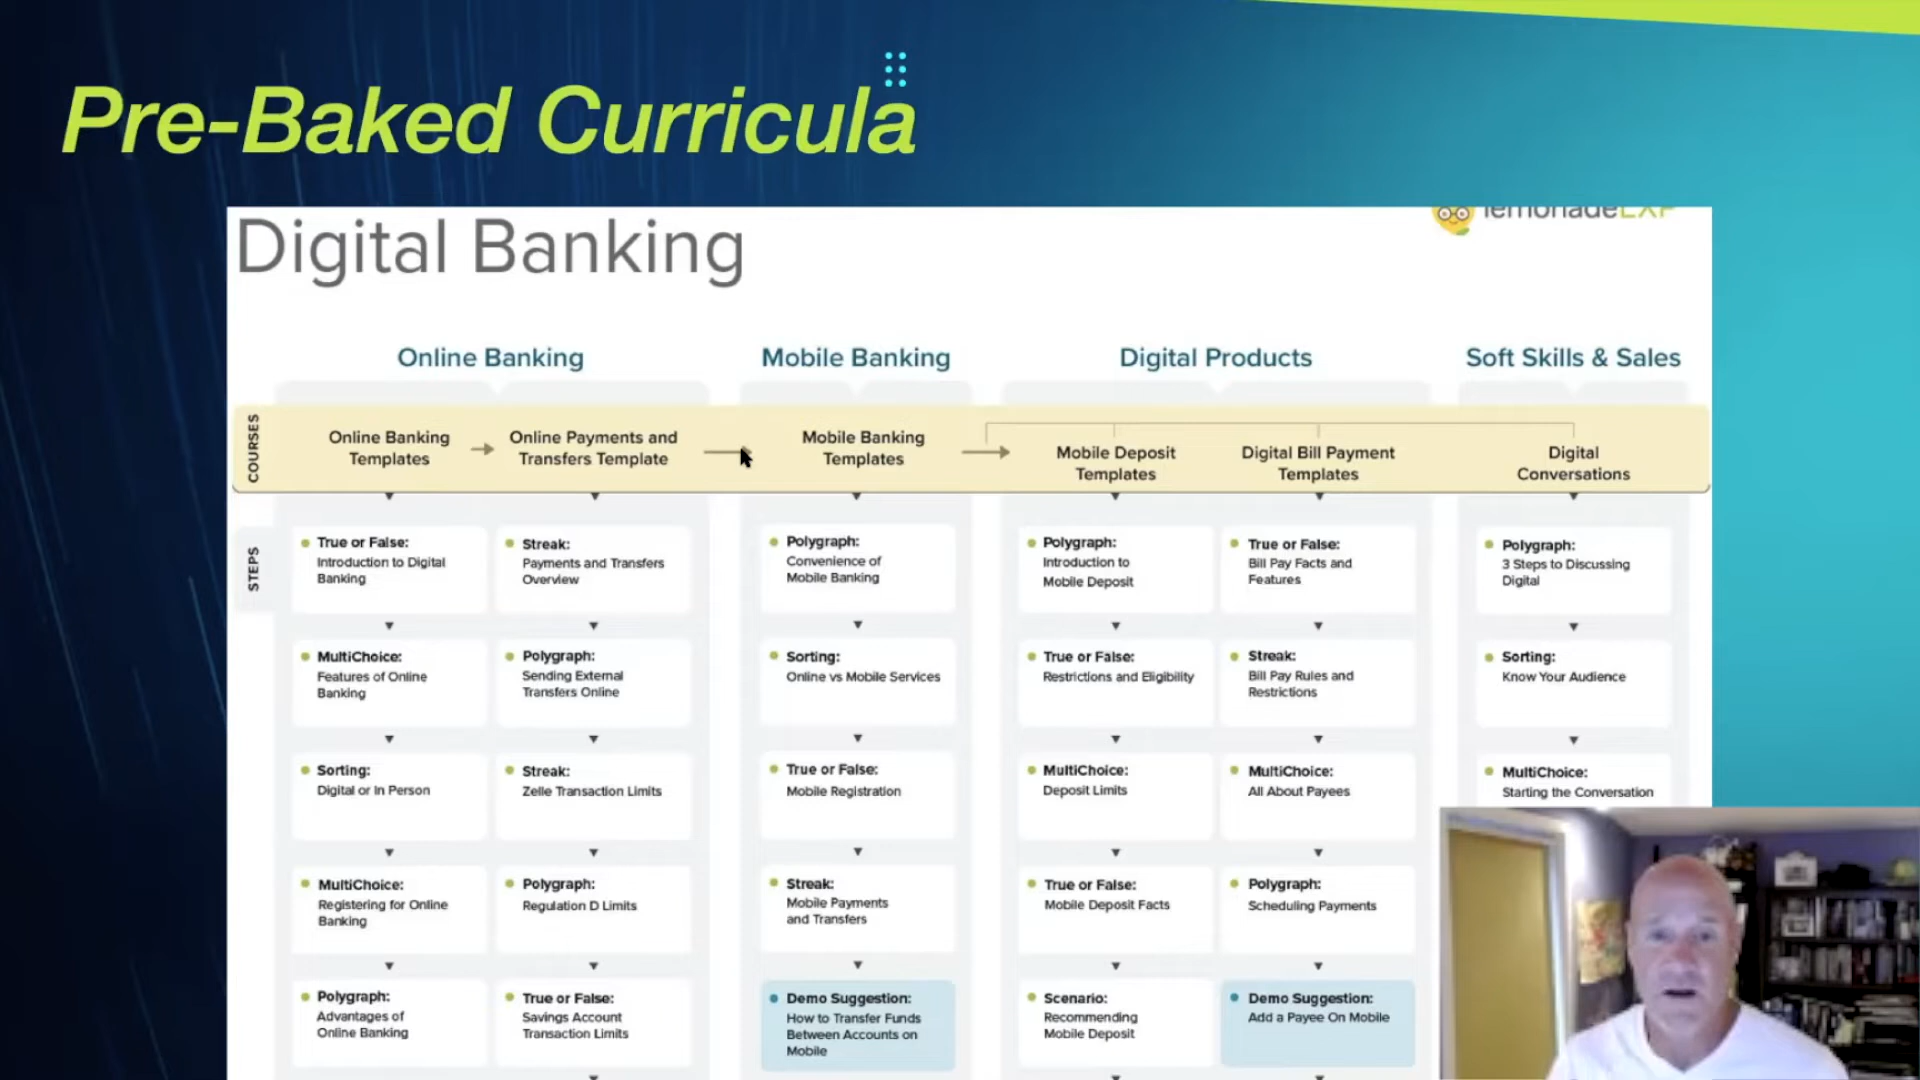 Pre-Baked Curricula
lemonadeEXP
Digital Banking
Online Banking
Mobile Banking
Digital Products
Soft Skills & Sales
COURSES
Online Banking
Templates
Online Payments and
Transfers Template
Mobile Banking
Templates
Mobile Deposit
Templates
Digital Bill Payment
Templates
Digital
Conversations
STEPS
True or False:
Introduction to Digital
Banking
Streak:
Payments and Transfers
Overview
Polygraph:
Convenience of
Mobile Banking
Polygraph:
Introduction to
Mobile Deposit
True or False:
Bill Pay Facts and
Features
Polygraph:
3 Steps to Discussing
Digital
MultiChoice:
Features of Online
Banking
Polygraph:
Sending External
Transfers Online
Sorting:
Online vs Mobile Services
True or False:
Restrictions and Eligibility
Streak:
Bill Pay Rules and
Restrictions
Sorting:
Know Your Audience
Sorting:
Digital or In Person
Streak:
Zelle Transaction Limits
True or False:
Mobile Registration
MultiChoice:
Deposit Limits
MultiChoice:
All About Payees
MultiChoice:
Starting the Conversation
MultiChoice:
Registering for Online
Banking
Polygraph:
Regulation D Limits
Streak:
Mobile Payments
and Transfers
True or False:
Mobile Deposit Facts
Polygraph:
Scheduling Payments
Polygraph:
Advantages of
Online Banking
True or False:
Savings Account
Transaction Limits
Demo Suggestion:
How to Transfer Funds
Between Accounts on
Mobile
Scenario:
Recommending
Mobile Deposit
Demo Suggestion:
Add a Payee On Mobile